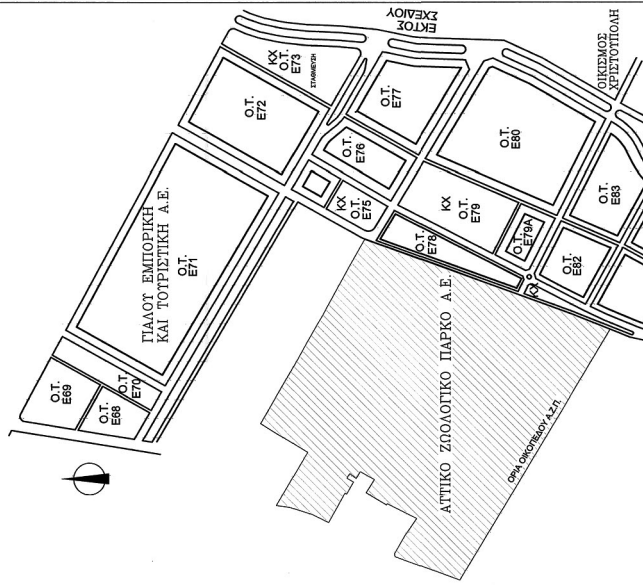 ΕΚΤΟΣ
ΣΧΕΔΙΟΥ
ΚΧ
Ο.Τ.
Ε73
ΣΤΑΘΜΕΥΣΗ
Ο.Τ.
Ε72
Ο.Τ.
Ε77
ΟΙΚΙΣΜΟΣ
ΧΡΙΣΤΟΥΠΟΛΗ
Ο.Τ.
Ε76
Ο.Τ.
Ε80
ΚΧ
Ο.Τ.
Ε75
ΓΙΑΛΟΥ ΕΜΠΟΡΙΚΗ
ΚΑΙ ΤΟΥΡΙΣΤΙΚΗ Α.Ε.
Ο.Τ.
Ε71
ΚΧ
Ο.Τ.
Ε79
Ο.Τ.
Ε83
Ο.Τ.
Ε78
Ο.Τ.
Ε79Α
Ο.Τ.
Ε82
ΚΧ
Ο.Τ.
Ε69
Ο.Τ.
Ε70
Ο.Τ.
Ε68
ΑΤΤΙΚΟ ΖΩΟΛΟΓΙΚΟ ΠΑΡΚΟ Α.Ε.
ΟΡΙΑ ΟΙΚΟΠΕΔΟΥ Α.Ζ.Π.